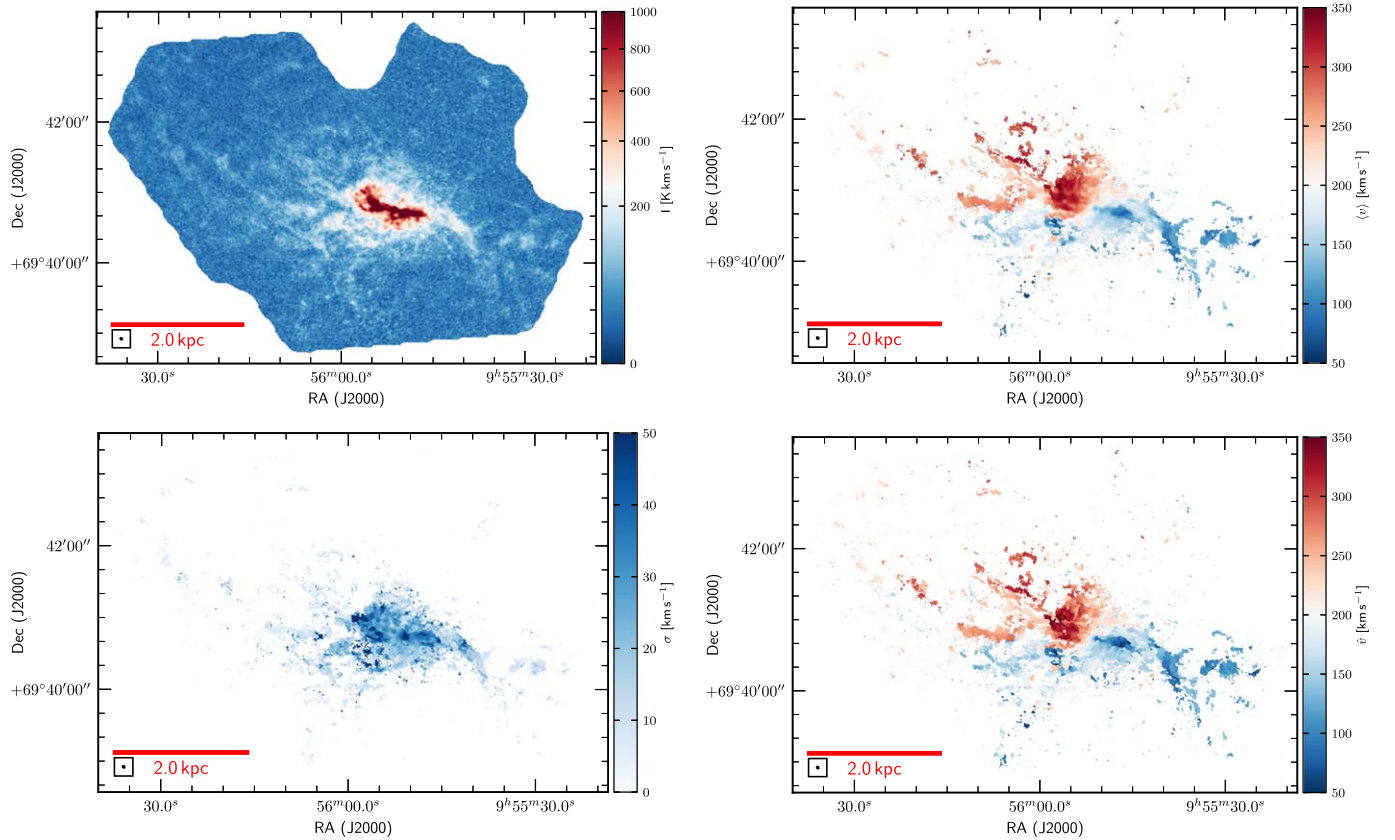 1000
800
600
400
200
0
I [K km s⁻¹]
42′00″
+69°40′00″
Dec (J2000)
2.0 kpc
30.0ˢ
56ᵐ00.0ˢ
9ʰ55ᵐ30.0ˢ
RA (J2000)
350
300
250
200
150
100
50
⟨v⟩ [km s⁻¹]
42′00″
+69°40′00″
Dec (J2000)
2.0 kpc
30.0ˢ
56ᵐ00.0ˢ
9ʰ55ᵐ30.0ˢ
RA (J2000)
50
40
30
20
10
0
σ [km s⁻¹]
42′00″
+69°40′00″
Dec (J2000)
2.0 kpc
30.0ˢ
56ᵐ00.0ˢ
9ʰ55ᵐ30.0ˢ
RA (J2000)
350
300
250
200
150
100
50
v̂ [km s⁻¹]
42′00″
+69°40′00″
Dec (J2000)
2.0 kpc
30.0ˢ
56ᵐ00.0ˢ
9ʰ55ᵐ30.0ˢ
RA (J2000)